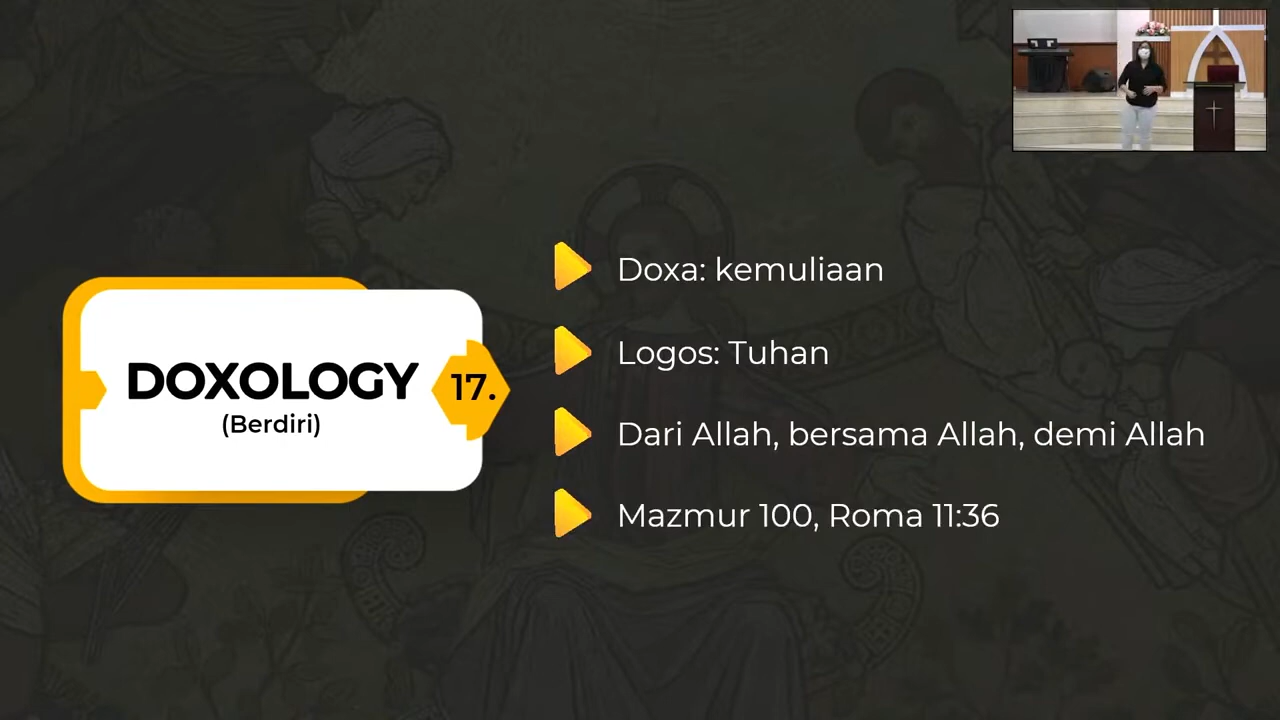 DOXOLOGY
(Berdiri)
17.
Doxa: kemuliaan
Logos: Tuhan
Dari Allah, bersama Allah, demi Allah
Mazmur 100, Roma 11:36